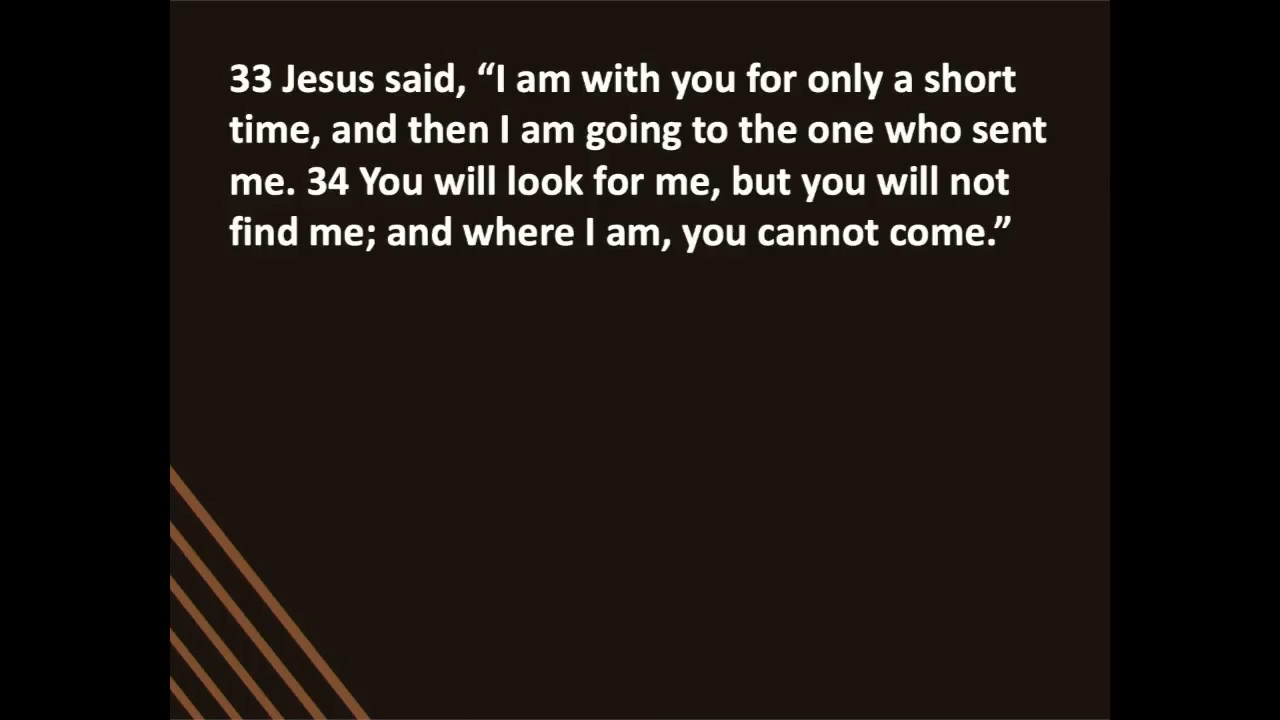 33 Jesus said, “I am with you for only a short
time, and then I am going to the one who sent
me. 34 You will look for me, but you will not
find me; and where I am, you cannot come.”